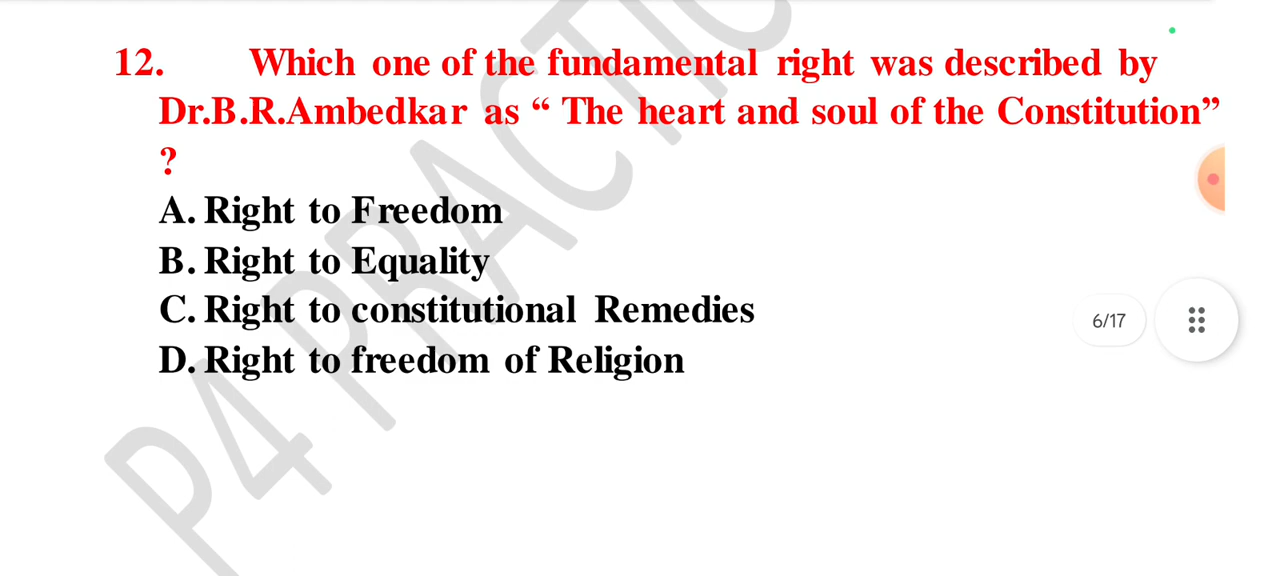 12. Which one of the fundamental right was described by
Dr.B.R.Ambedkar as “ The heart and soul of the Constitution”
?
A. Right to Freedom
B. Right to Equality
C. Right to constitutional Remedies
D. Right to freedom of Religion
6/17
P4 PRACTIC